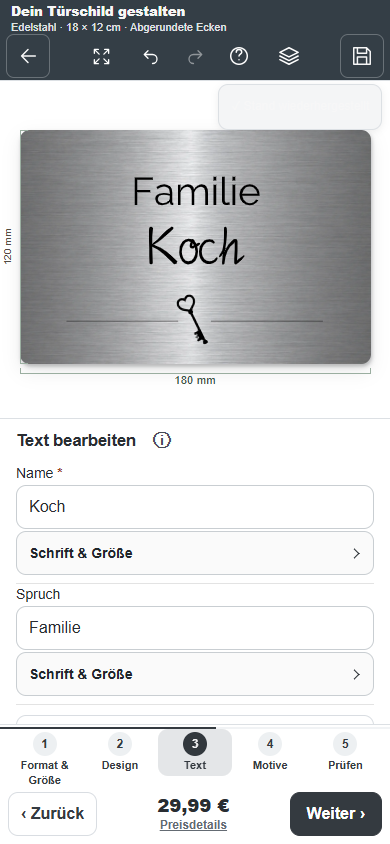 Dein Türschild gestalten
Edelstahl · 18 × 12 cm · Abgerundete Ecken
Familie
Koch
120 mm
180 mm
Text bearbeiten
Name *
Koch
Schrift & Größe
Spruch
Familie
Schrift & Größe
1 2 3 4 5
Format & Größe Design Text Motive Prüfen
‹ Zurück
29,99 €
Preisdetails
Weiter ›